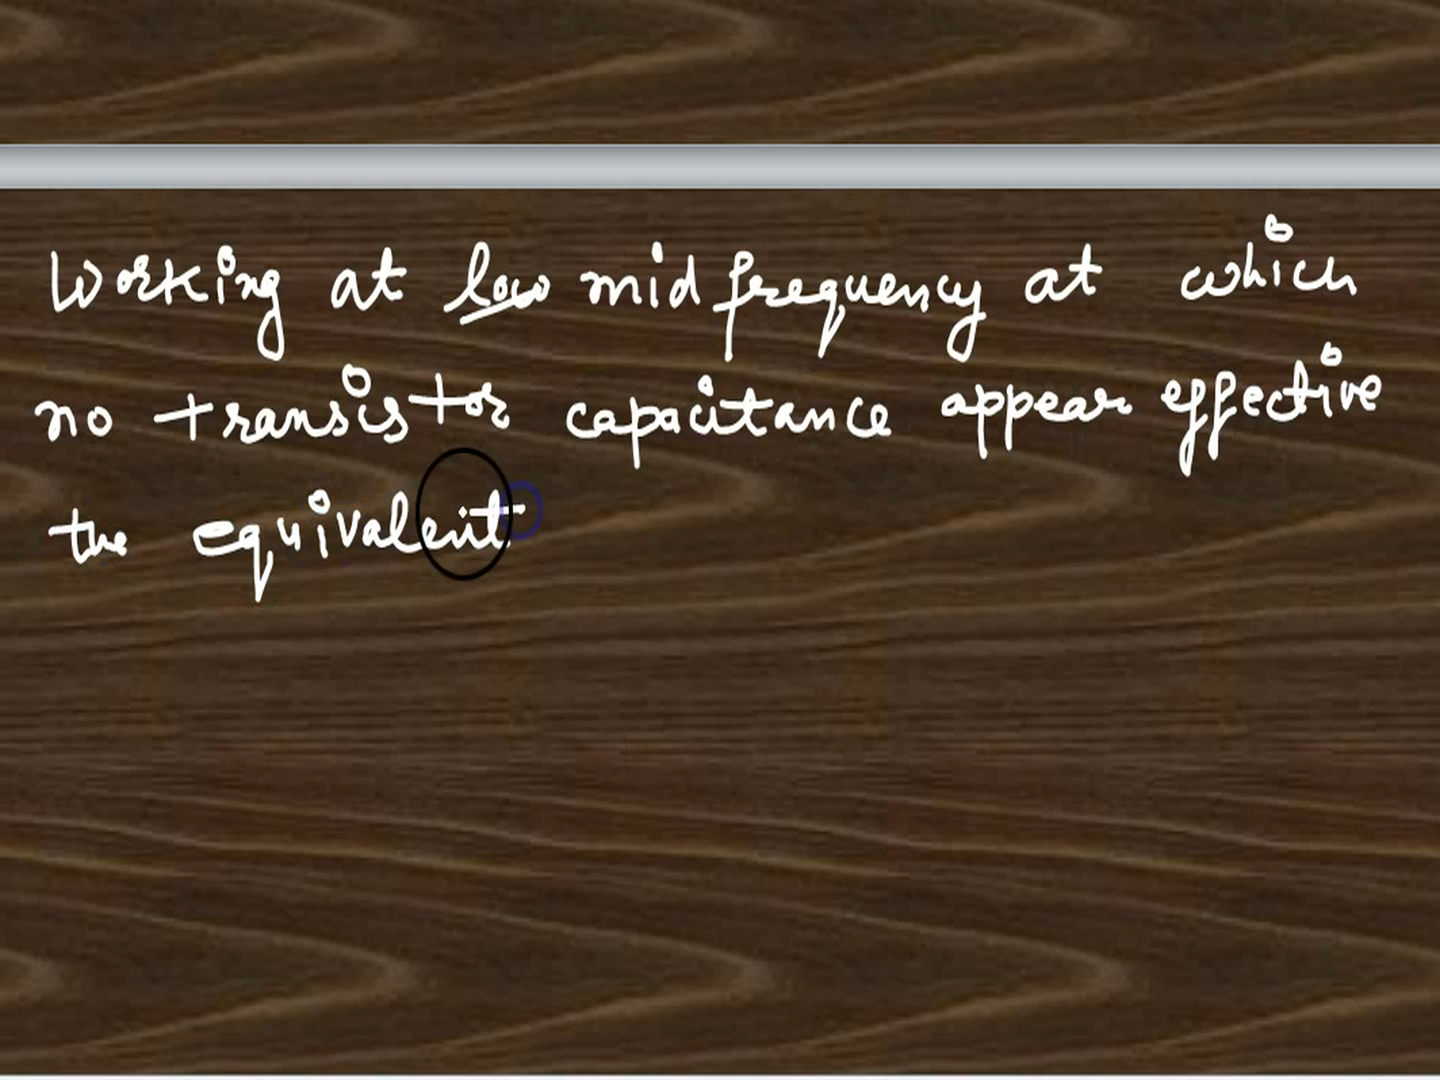 Working at low mid frequency at which
no transistor capacitance appear effective
the equivalent